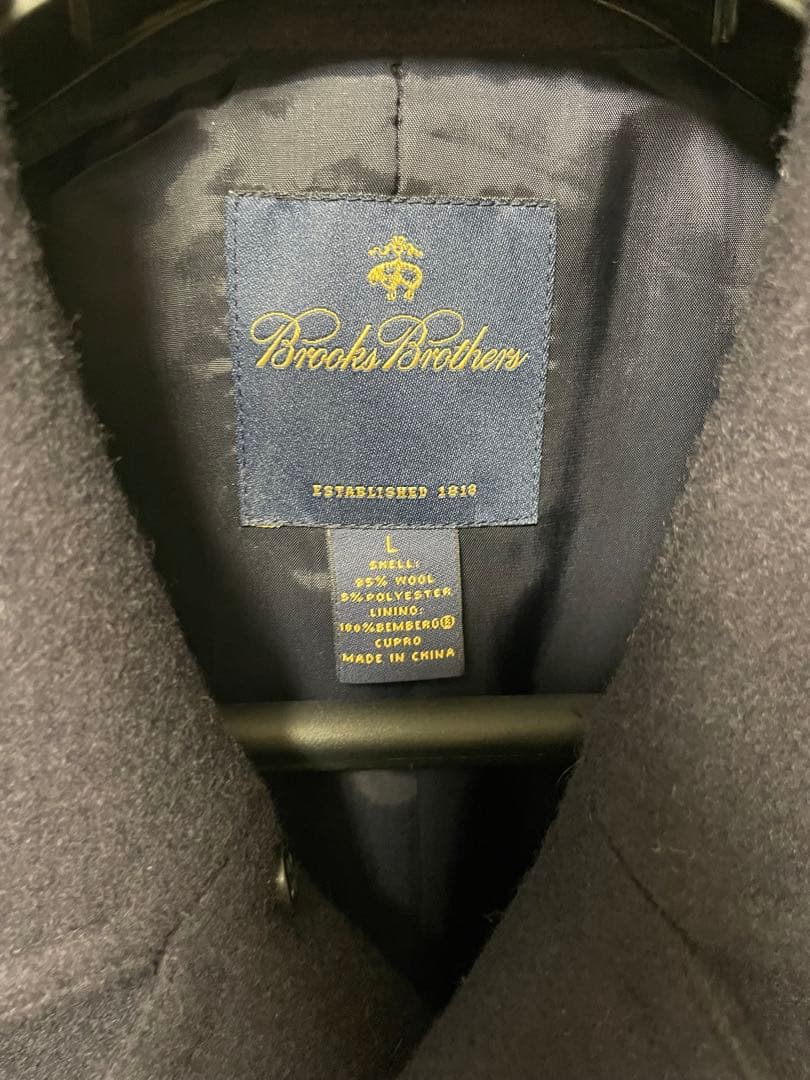 Brooks Brothers
ESTABLISHED 1818
L
SHELL:
95% WOOL
5% POLYESTER
LINING:
100% BEMBERG®
CUPRO
MADE IN CHINA